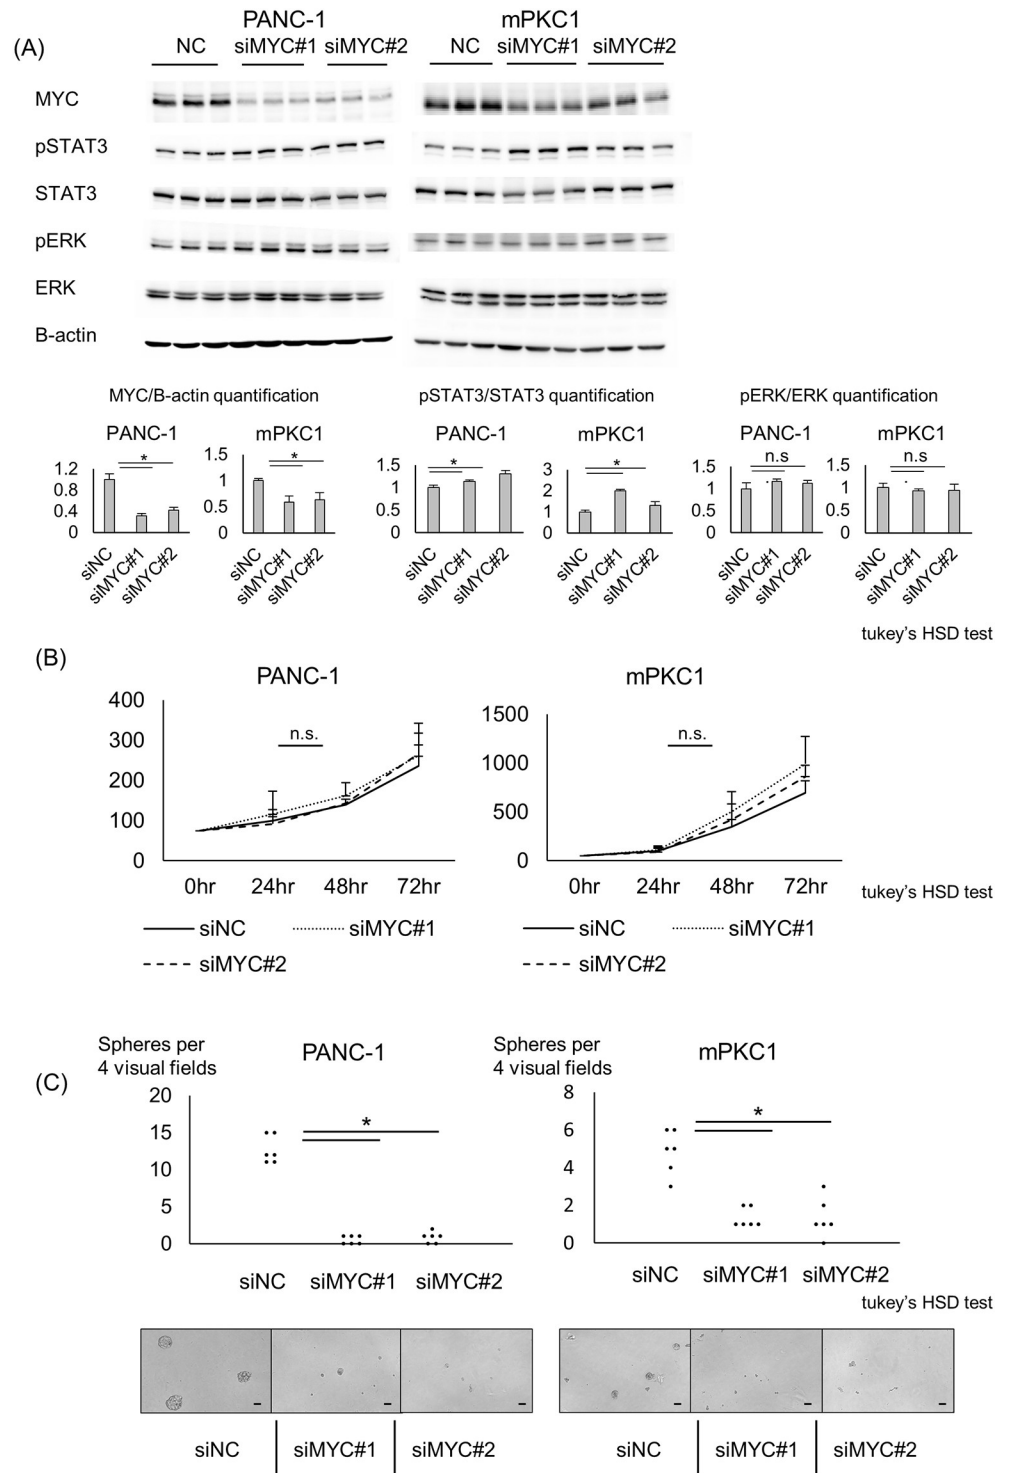 (A)
PANC-1
mPKC1
NC siMYC#1 siMYC#2
NC siMYC#1 siMYC#2
MYC
pSTAT3
STAT3
pERK
ERK
B-actin
MYC/B-actin quantification
pSTAT3/STAT3 quantification
pERK/ERK quantification
PANC-1
1.2
0.8
0.4
0
*
siNC
siMYC#1
siMYC#2
mPKC1
1.5
1
0.5
0
*
siNC
siMYC#1
siMYC#2
PANC-1
1.5
1
0.5
0
*
siNC
siMYC#1
siMYC#2
mPKC1
3
2
1
0
*
siNC
siMYC#1
siMYC#2
PANC-1
1.5
1
0.5
0
n.s
siNC
siMYC#1
siMYC#2
mPKC1
1.5
1
0.5
0
n.s
siNC
siMYC#1
siMYC#2
tukey's HSD test
(B)
PANC-1
400
300
200
100
0
n.s.
0hr 24hr 48hr 72hr
siNC siMYC#1
siMYC#2
mPKC1
1500
1000
500
0
n.s.
0hr 24hr 48hr 72hr
siNC siMYC#1
siMYC#2
tukey's HSD test
(C)
Spheres per
4 visual fields
PANC-1
20
15
10
5
0
*
siNC siMYC#1 siMYC#2
Spheres per
4 visual fields
mPKC1
8
6
4
2
0
*
siNC siMYC#1 siMYC#2
tukey's HSD test
siNC siMYC#1 siMYC#2
siNC siMYC#1 siMYC#2